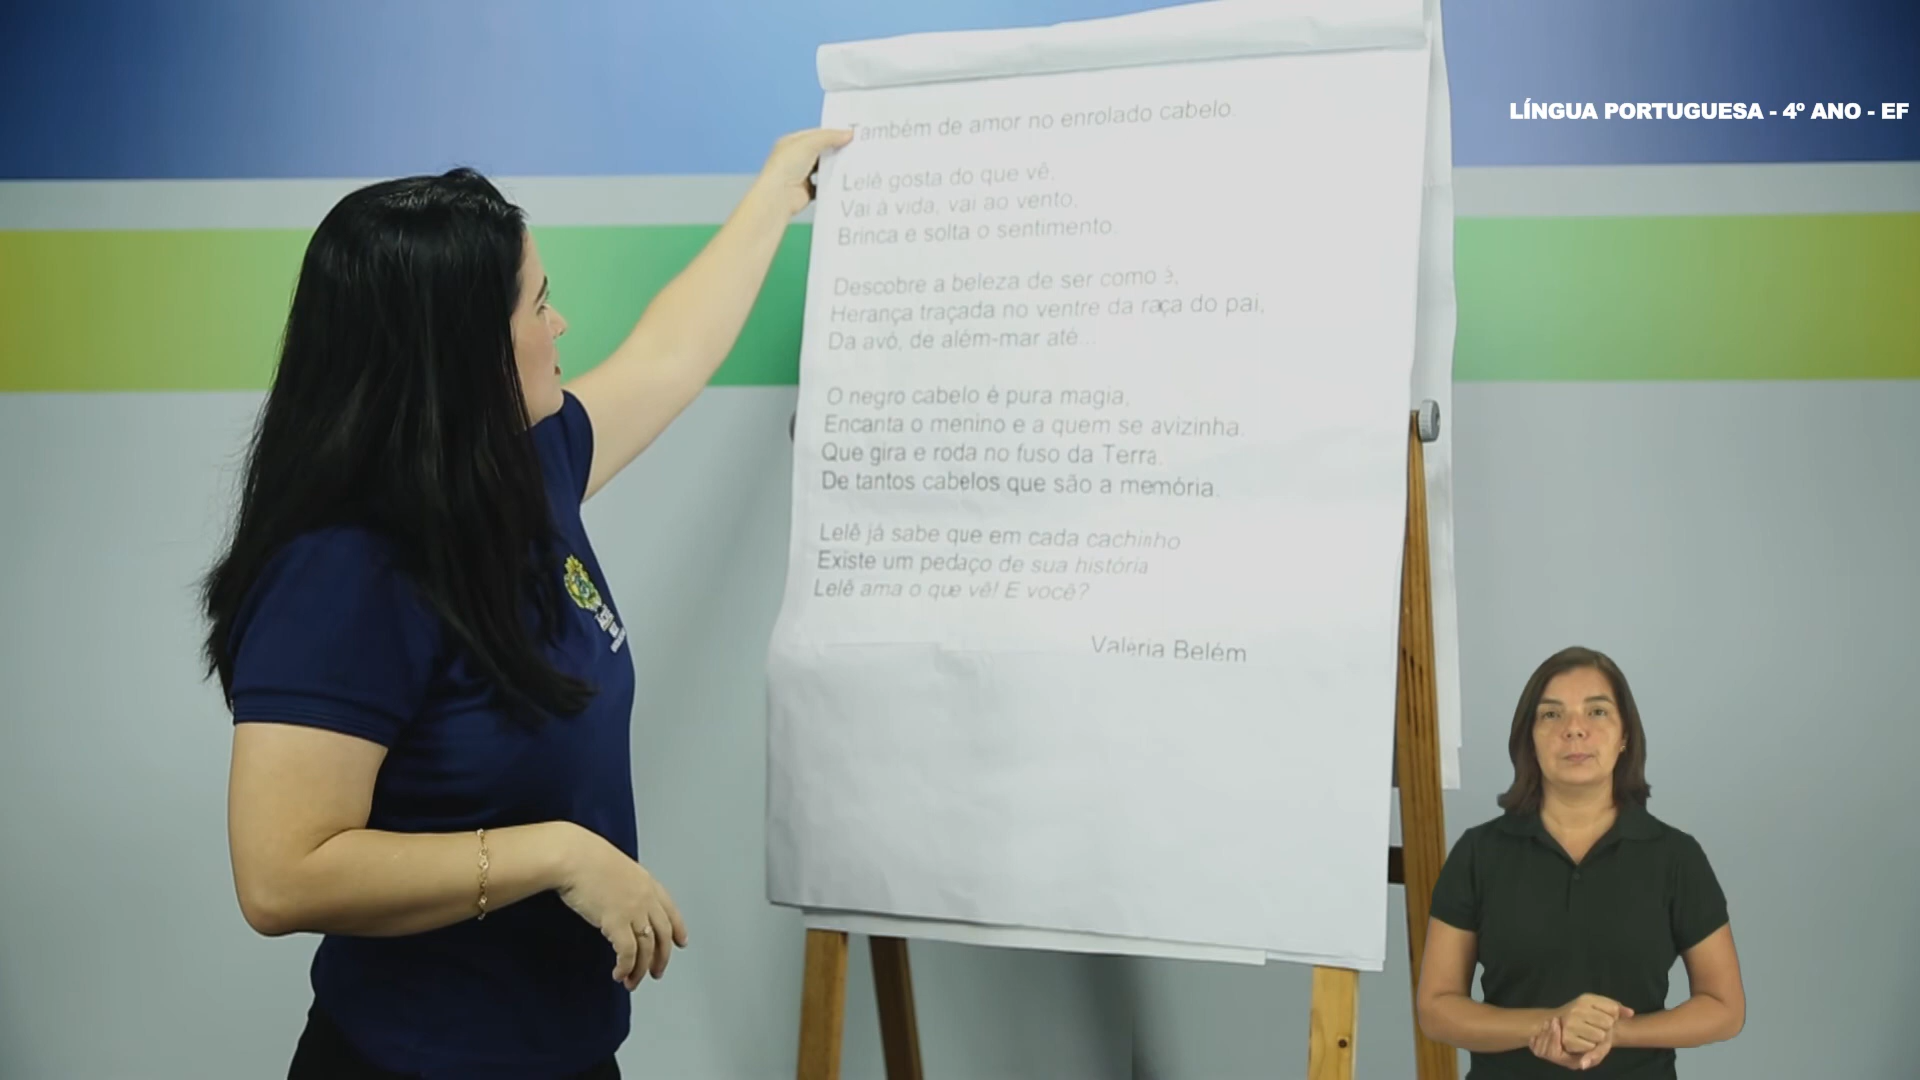 LÍNGUA PORTUGUESA - 4º ANO - EF
Também de amor no enrolado cabelo.
Lelê gosta do que vê,
Vai à vida, vai ao vento,
Brinca e solta o sentimento.
Descobre a beleza de ser como é,
Herança traçada no ventre da raça do pai,
Da avó, de além-mar até...
O negro cabelo é pura magia,
Encanta o menino e a quem se avizinha.
Que gira e roda no fuso da Terra.
De tantos cabelos que são a memória.
Lelê já sabe que em cada cachinho
Existe um pedaço de sua história
Lelê ama o que vê! E você?
Valéria Belém